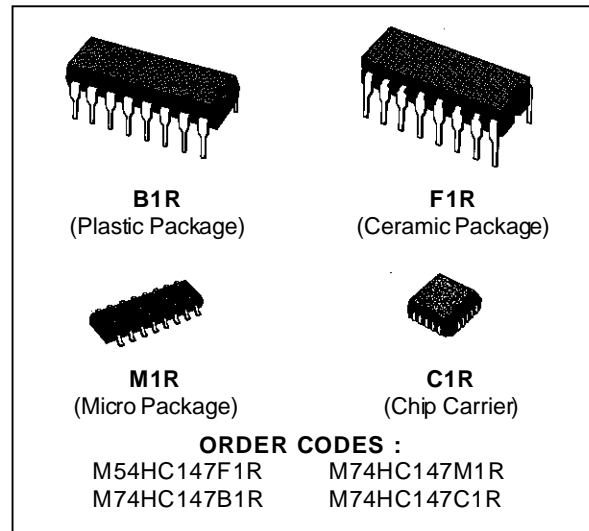 B1R
(Plastic Package)
F1R
(Ceramic Package)
M1R
(Micro Package)
C1R
(Chip Carrier)
ORDER CODES :
M54HC147F1R M74HC147M1R
M74HC147B1R M74HC147C1R